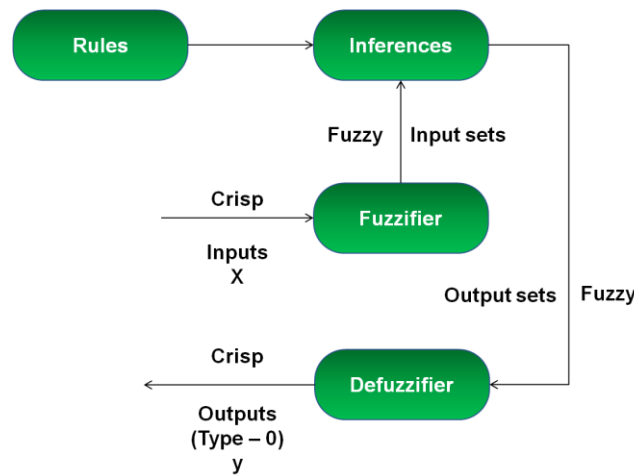 Rules
Inferences
Fuzzy
Input sets
Crisp
Fuzzifier
Inputs
X
Output sets
Fuzzy
Crisp
Defuzzifier
Outputs
(Type – 0)
y